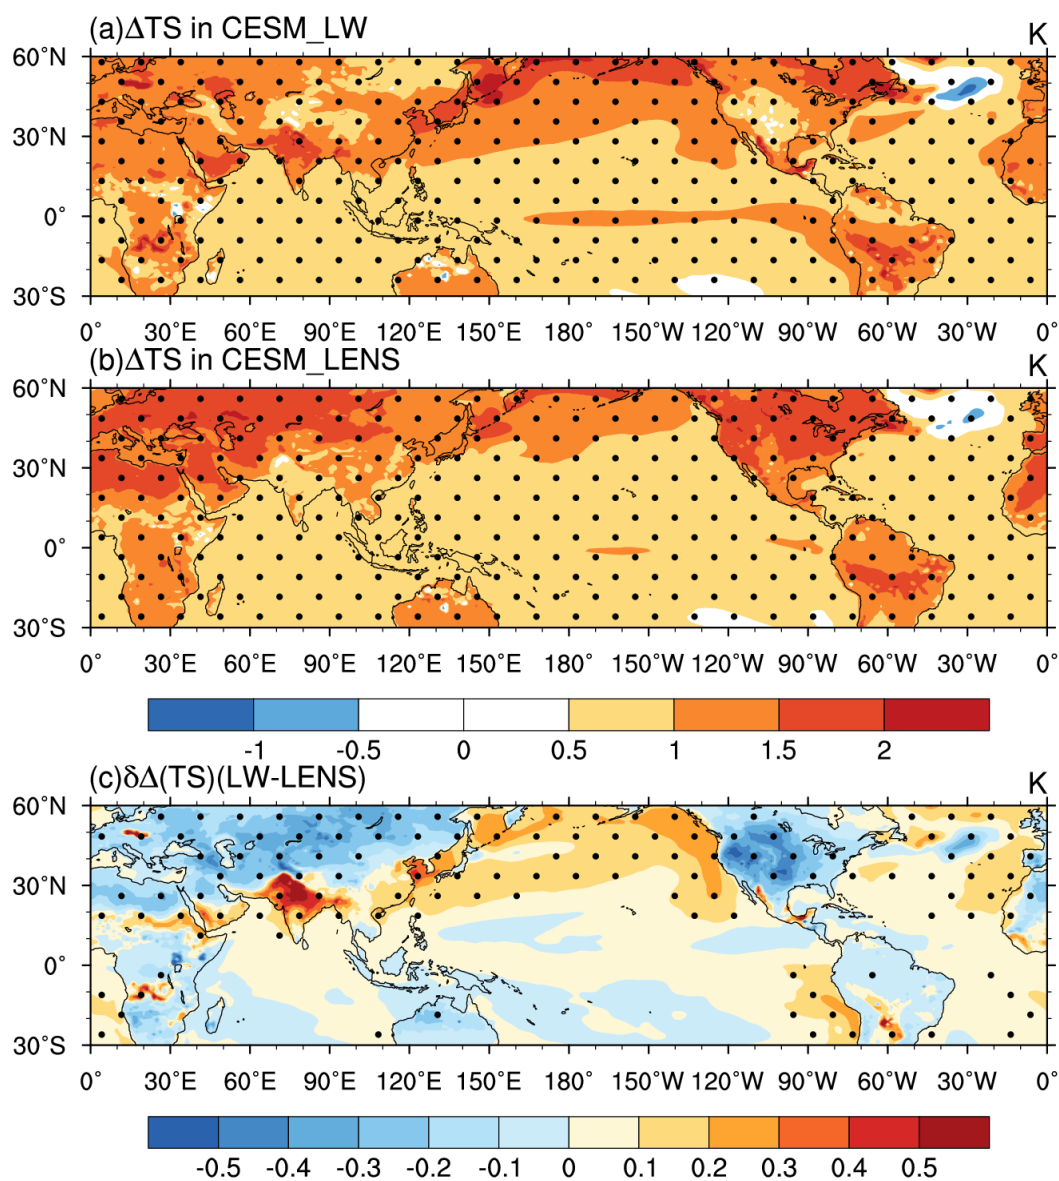 (a)ΔTS in CESM_LW K
60°N
30°N
0°
30°S
0° 30°E 60°E 90°E 120°E 150°E 180° 150°W 120°W 90°W 60°W 30°W 0°
(b)ΔTS in CESM_LENS K
60°N
30°N
0°
30°S
0° 30°E 60°E 90°E 120°E 150°E 180° 150°W 120°W 90°W 60°W 30°W 0°
-1 -0.5 0 0.5 1 1.5 2
(c)δΔ(TS)(LW-LENS) K
60°N
30°N
0°
30°S
0° 30°E 60°E 90°E 120°E 150°E 180° 150°W 120°W 90°W 60°W 30°W 0°
-0.5 -0.4 -0.3 -0.2 -0.1 0 0.1 0.2 0.3 0.4 0.5